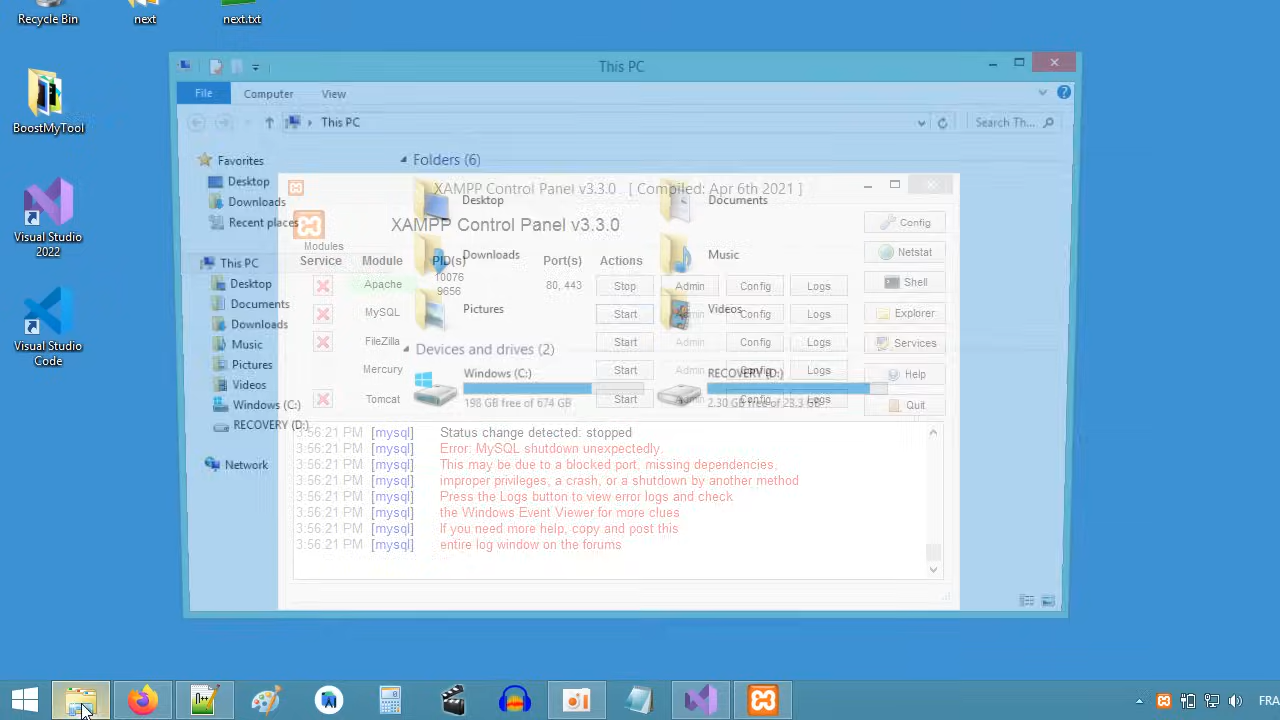 Recycle Bin
next
next.txt
BoostMyTool
Visual Studio
2022
Visual Studio
Code
This PC
File
Computer
View
This PC
Search Th...
Favorites
Desktop
Downloads
Recent places
This PC
Desktop
Documents
Downloads
Music
Pictures
Videos
Windows (C:)
RECOVERY (D:)
Network
Folders (6)
Desktop
Documents
Downloads
Music
Pictures
Videos
Devices and drives (2)
Windows (C:)
198 GB free of 674 GB
RECOVERY (D:)
2.30 GB free of 23.3 GB
XAMPP Control Panel v3.3.0 [ Compiled: Apr 6th 2021 ]
XAMPP Control Panel v3.3.0
Modules
Service Module PID(s) Port(s) Actions
Apache 10076
9656 80, 443 Stop Admin Config Logs
MySQL Start Admin Config Logs
FileZilla Start Admin Config Logs
Mercury Start Admin Config Logs
Tomcat Start Admin Config Logs
Config
Netstat
Shell
Explorer
Services
Help
Quit
3:56:21 PM [mysql] Status change detected: stopped
3:56:21 PM [mysql] Error: MySQL shutdown unexpectedly.
3:56:21 PM [mysql] This may be due to a blocked port, missing dependencies,
3:56:21 PM [mysql] improper privileges, a crash, or a shutdown by another method
3:56:21 PM [mysql] Press the Logs button to view error logs and check
3:56:21 PM [mysql] the Windows Event Viewer for more clues
3:56:21 PM [mysql] If you need more help, copy and post this
3:56:21 PM [mysql] entire log window on the forums
FRA